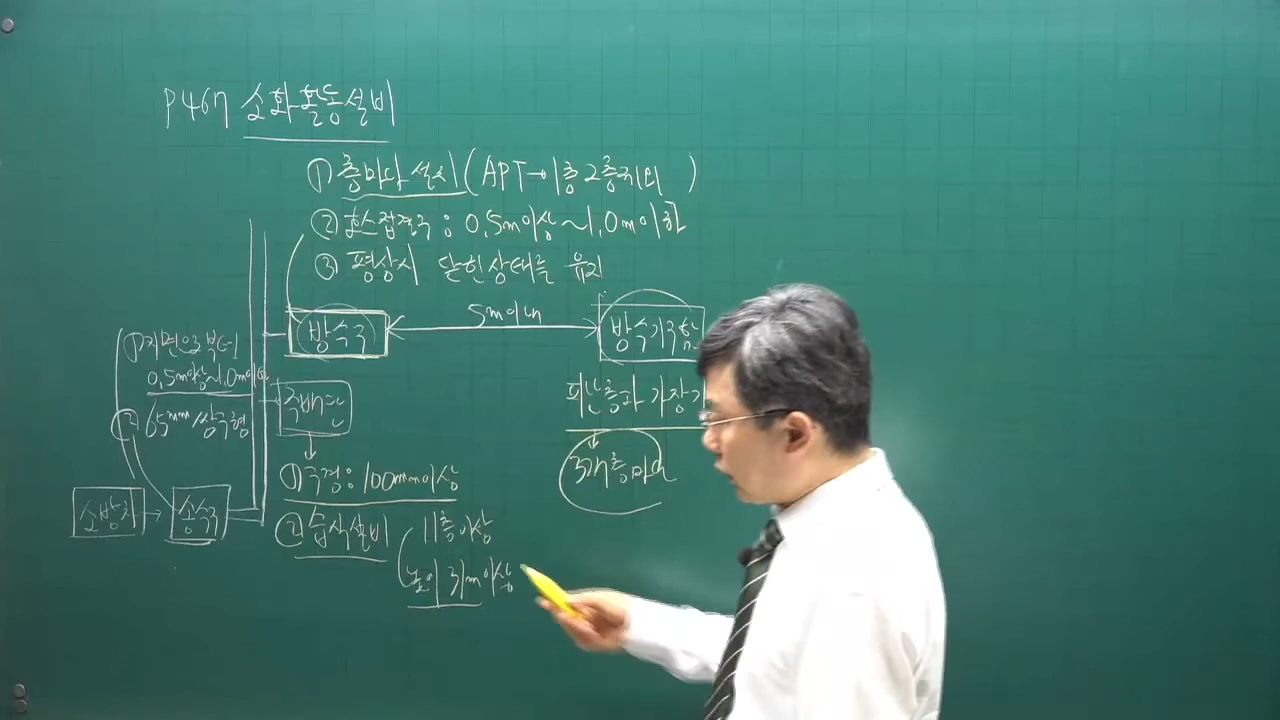 P467 소화활동설비
① 층마다 설치 (APT→1층2층제외)
② 호스접결구 : 0.5m이상~1.0m이하
③ 평상시 닫힌상태를 유지
5m이내
방수구
방수기구함
① 지면으로부터
0.5m이상~1.0m이하
② 65mm 쌍구형
주배관
피난층과 가장가
3개층마다
① 구경: 100mm이상
소방차 → 송수구
② 습식설비 11층이상
높이 31m이상